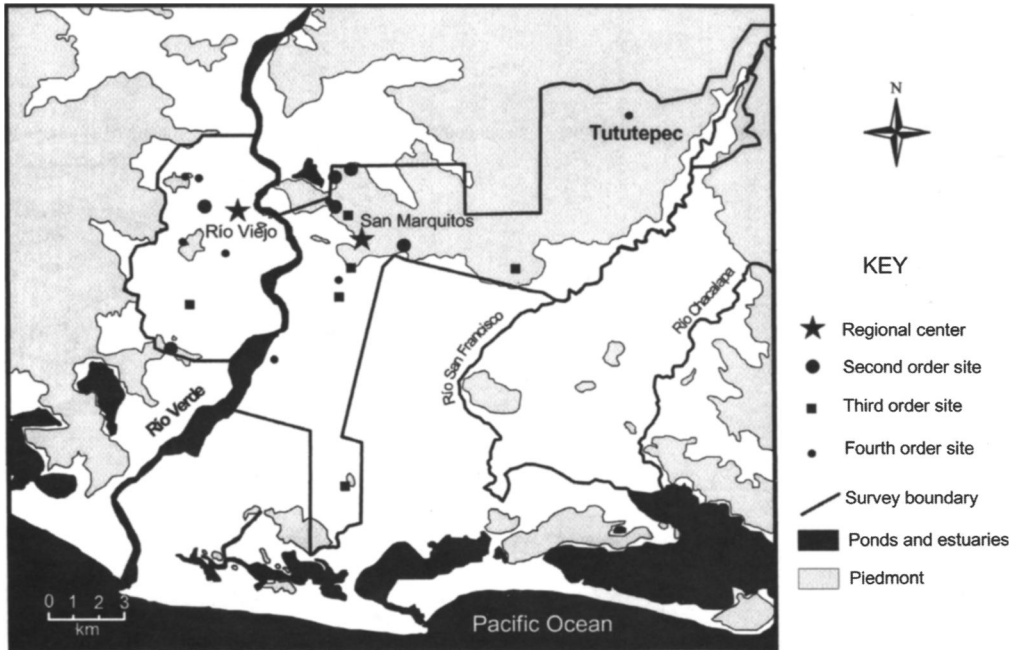 N
Tututepec
San Marquitos
Río Viejo
Río Chacalapa
Río San Francisco
Río Verde
0 1 2 3
km
Pacific Ocean
KEY
Regional center
Second order site
Third order site
Fourth order site
Survey boundary
Ponds and estuaries
Piedmont